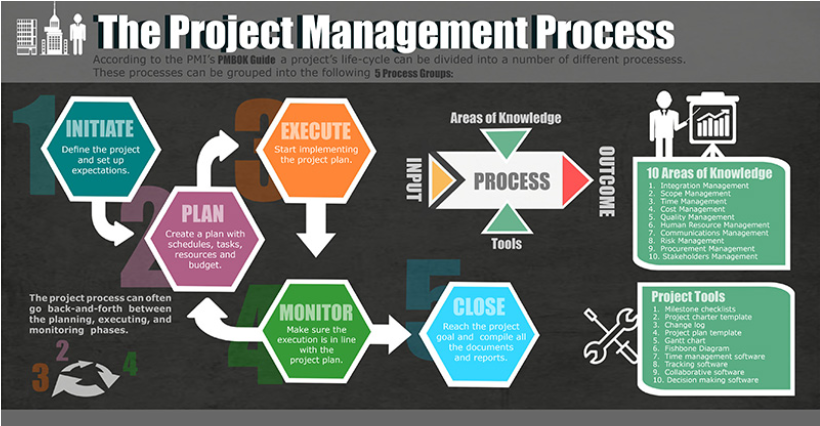 The Project Management Process
According to the PMI's PMBOK Guide a project's life-cycle can be divided into a number of different processess.
These processes can be grouped into the following 5 Process Groups:
1
INITIATE
Define the project
and set up
expectations.
2
PLAN
Create a plan with
schedules, tasks,
resources and
budget.
3
EXECUTE
Start implementing
the project plan.
4
MONITOR
Make sure the
execution is in line
with the
project plan.
5
CLOSE
Reach the project
goal and compile all
the documents
and reports.
The project process can often
go back-and-forth between
the planning, executing, and
monitoring phases.
2
3
4
Areas of Knowledge
INPUT
PROCESS
OUTCOME
Tools
10 Areas of Knowledge
1. Integration Management
2. Scope Management
3. Time Management
4. Cost Management
5. Quality Management
6. Human Resource Management
7. Communications Management
8. Risk Management
9. Procurement Management
10. Stakeholders Management
Project Tools
1. Milestone checklists
2. Project charter template
3. Change log
4. Project plan template
5. Gantt chart
6. Fishbone Diagram
7. Time management software
8. Tracking software
9. Collaborative software
10. Decision making software